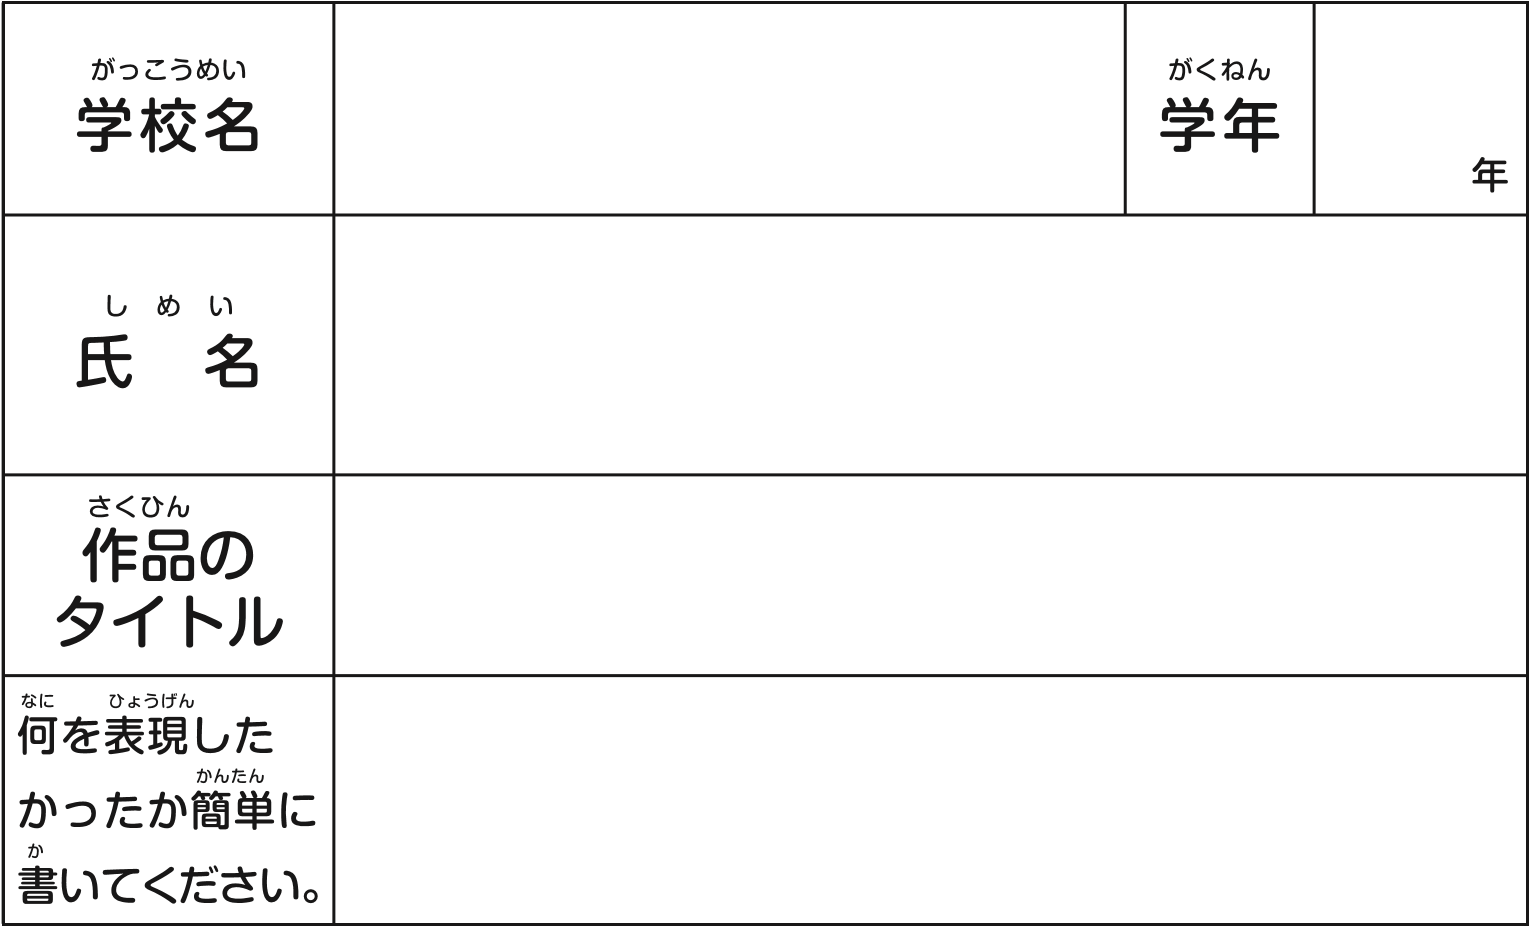 がっこうめい
学校名
がくねん
学年
年
しめい
氏名
さくひん
作品の
タイトル
なに ひょうげん
何を表現した
かんたん
かったか簡単に
か
書いてください。